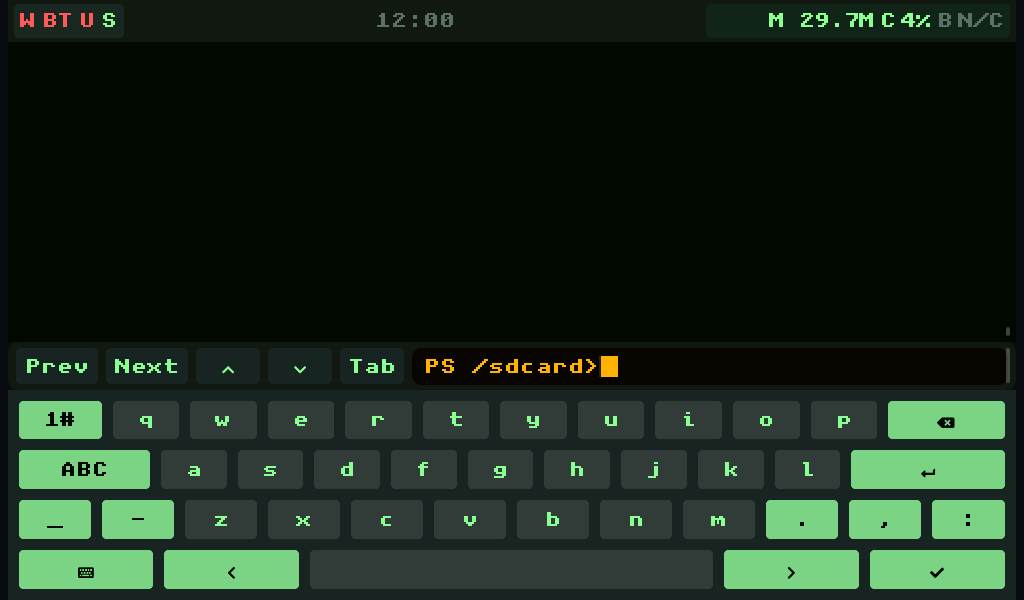 W BT U S 12:00 M 29.7M C 4% B N/C
Prev Next ^ ⌄ Tab PS /sdcard>
1# q w e r t y u i o p
ABC a s d f g h j k l
_ - z x c v b n m . , :
< >